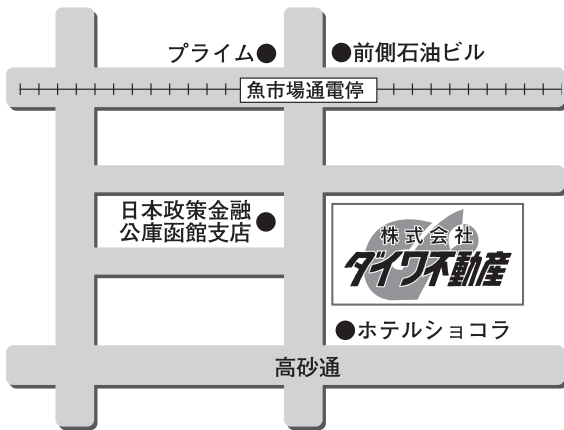 プライム
前側石油ビル
魚市場通電停
日本政策金融
公庫函館支店
株式会社
ダイワ不動産
ホテルショコラ
高砂通